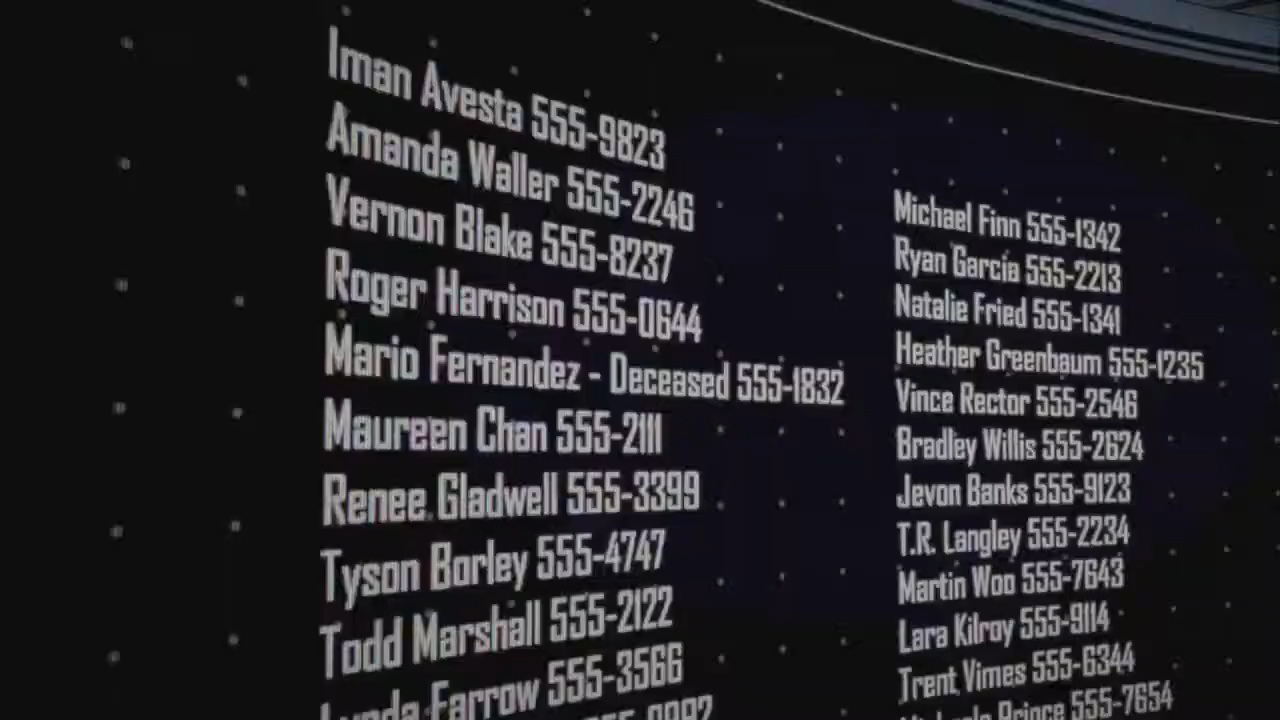 Iman Avesta 555-9823
Amanda Waller 555-2246
Vernon Blake 555-8237
Roger Harrison 555-0644
Mario Fernandez - Deceased 555-1832
Maureen Chan 555-2111
Renee Gladwell 555-3399
Tyson Borley 555-4747
Todd Marshall 555-2122
Farrow 555-3566
Michael Finn 555-1342
Ryan Garcia 555-2213
Natalie Fried 555-1341
Heather Greenbaum 555-1235
Vince Rector 555-2546
Bradley Willis 555-2624
Jevon Banks 555-9123
T.R. Langley 555-2234
Martin Woo 555-7643
Lara Kilroy 555-9114
Trent Vimes 555-6344
Prince 555-7654